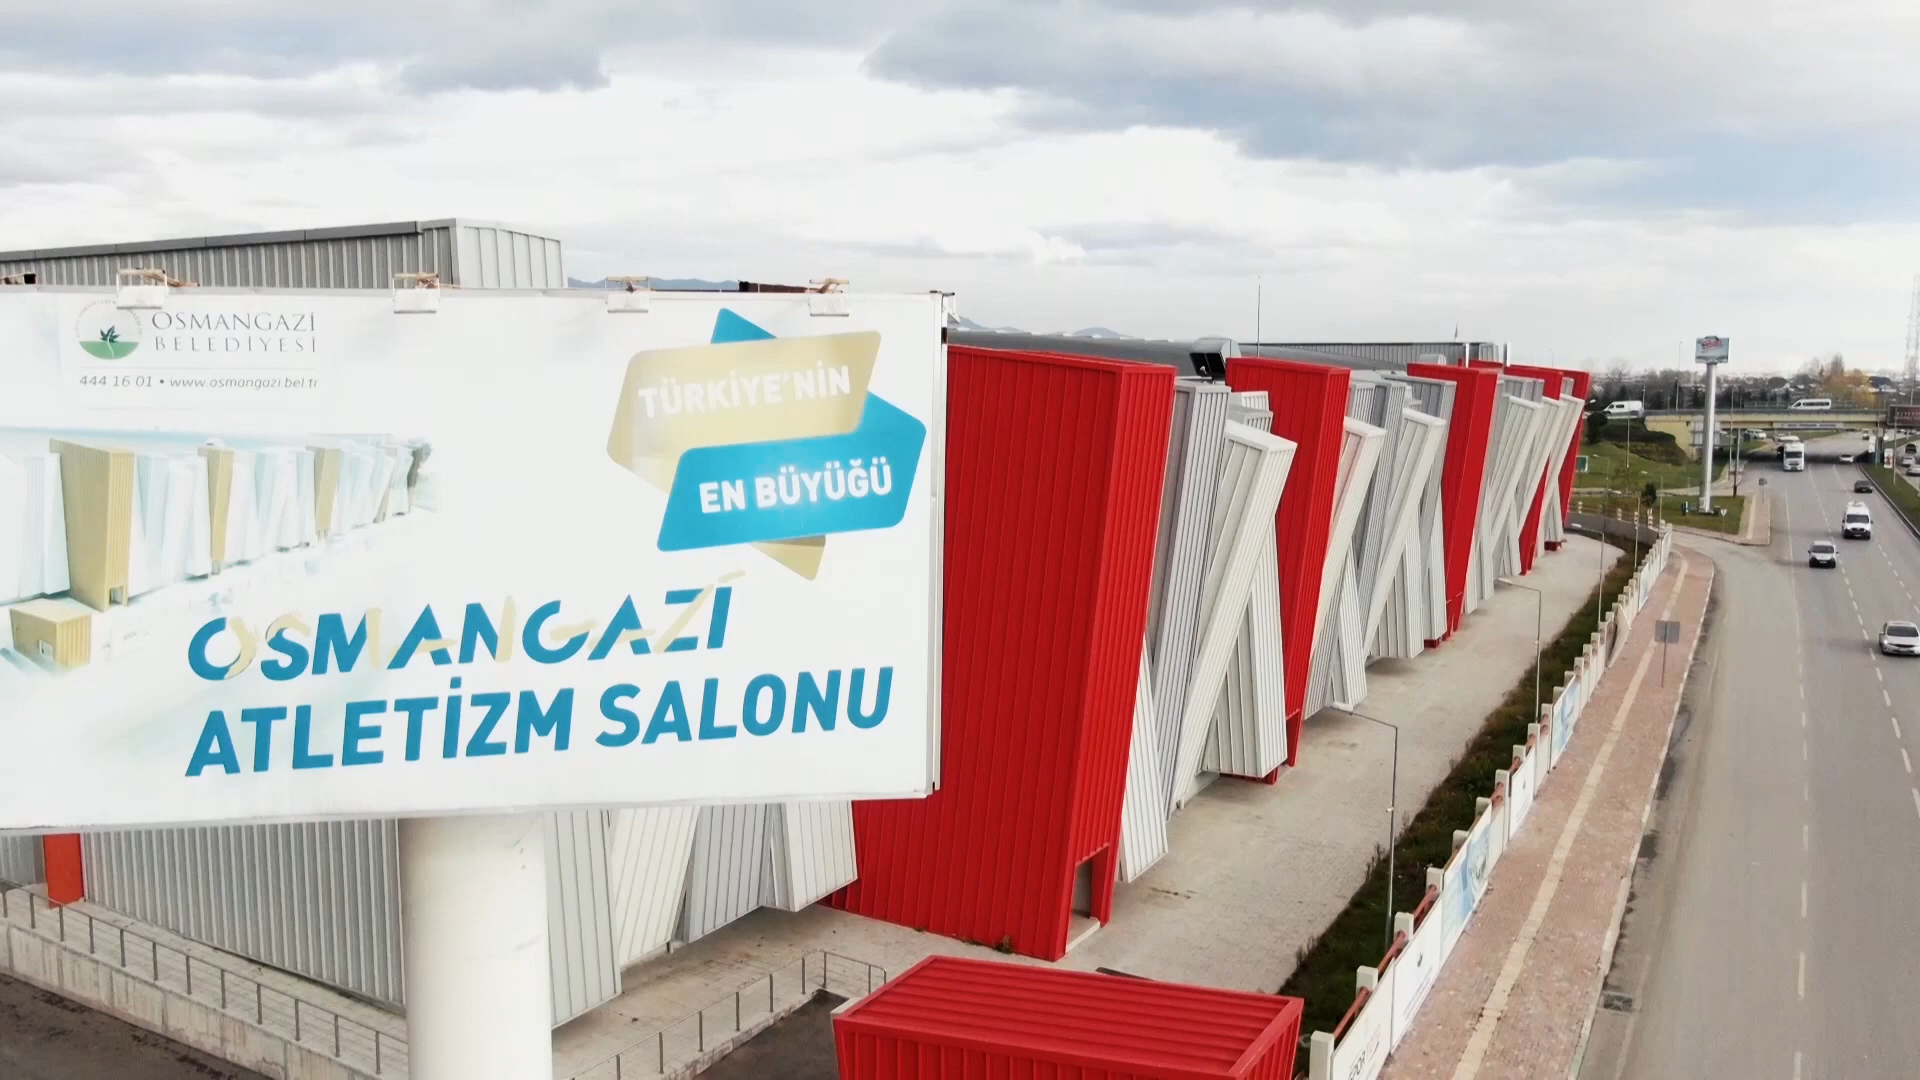 OSMANGAZİ
BELEDİYESİ
444 16 01 • www.osmangazi.bel.tr
TÜRKİYE'NİN
EN BÜYÜĞÜ
OSMANGAZİ
ATLETİZM SALONU